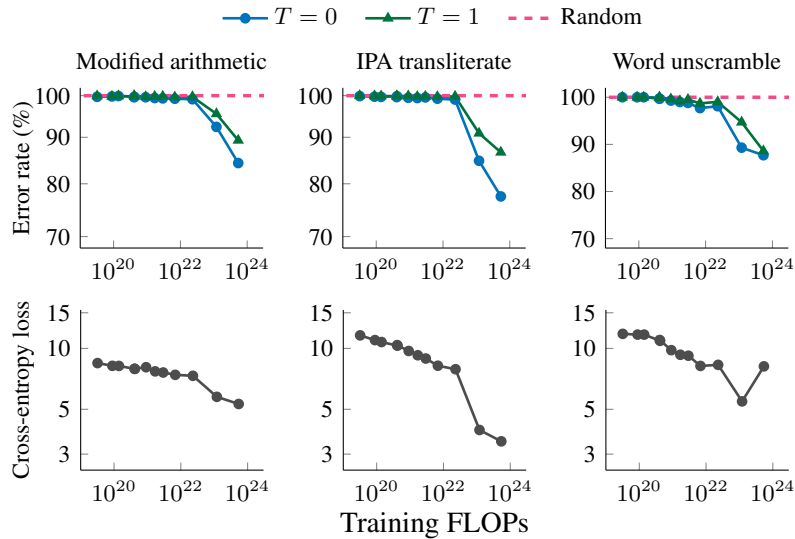 T = 0 T = 1 Random
Modified arithmetic IPA transliterate Word unscramble
Error rate (%)
100 100 100
90 90 90
80 80 80
70 70 70
10^20 10^22 10^24 10^20 10^22 10^24 10^20 10^22 10^24
Cross-entropy loss
15 15 15
10 10 10
5 5 5
3 3 3
10^20 10^22 10^24 10^20 10^22 10^24 10^20 10^22 10^24
Training FLOPs